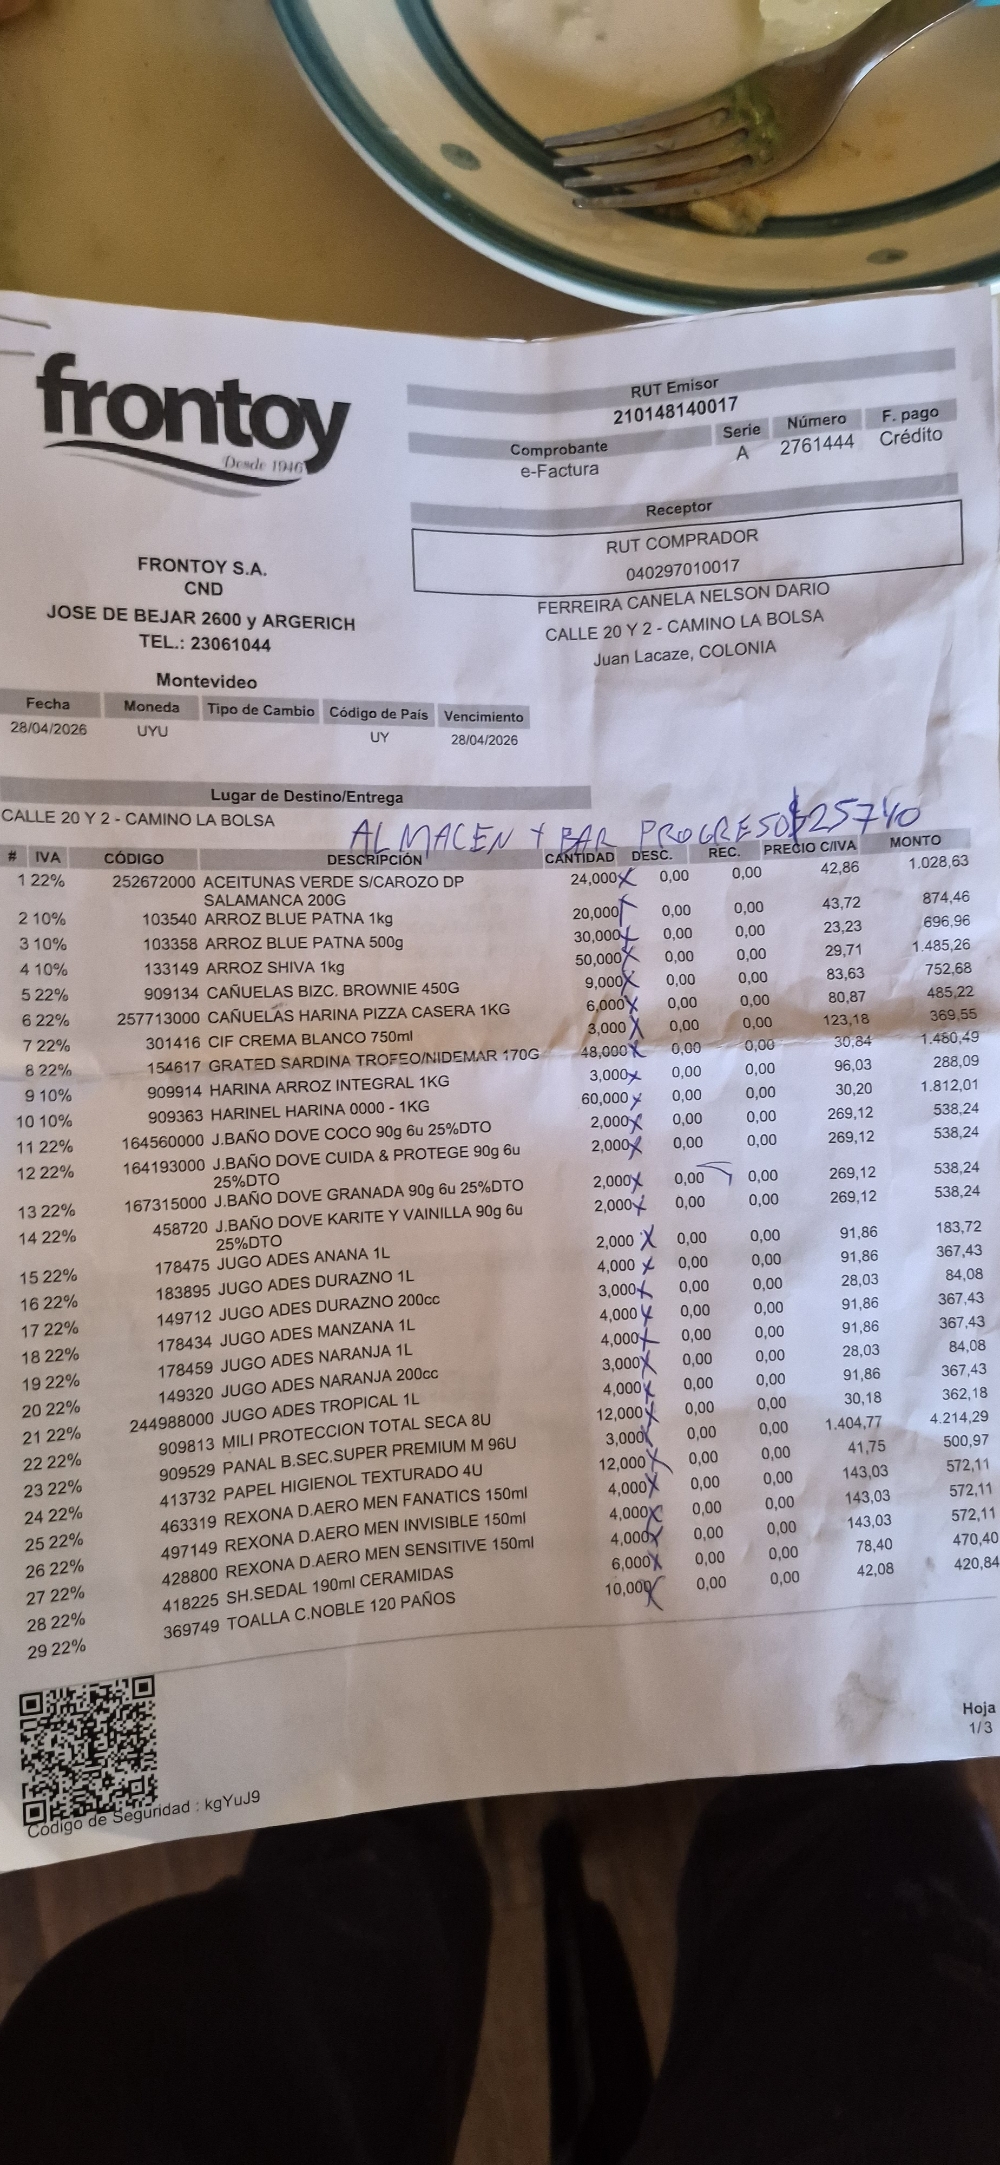 frontoy
Desde 1946
RUT Emisor
210148140017
Comprobante Serie Número F. pago
e-Factura A 2761444 Crédito
Receptor
RUT COMPRADOR
040297010017
FERREIRA CANELA NELSON DARIO
CALLE 20 Y 2 - CAMINO LA BOLSA
Juan Lacaze, COLONIA
FRONTOY S.A.
CND
JOSE DE BEJAR 2600 y ARGERICH
TEL.: 23061044
Montevideo
Fecha Moneda Tipo de Cambio Código de País Vencimiento
28/04/2026 UYU UY 28/04/2026
Lugar de Destino/Entrega
CALLE 20 Y 2 - CAMINO LA BOLSA
ALMACEN Y BAR PROGRESO $25740
# IVA CÓDIGO DESCRIPCIÓN CANTIDAD DESC. REC. PRECIO C/IVA MONTO
1 22% 252672000 ACEITUNAS VERDE S/CAROZO DP 24,000 0,00 0,00 42,86 1.028,63
SALAMANCA 200G
2 10% 103540 ARROZ BLUE PATNA 1kg 20,000 0,00 0,00 43,72 874,46
3 10% 103358 ARROZ BLUE PATNA 500g 30,000 0,00 0,00 23,23 696,96
4 10% 133149 ARROZ SHIVA 1kg 50,000 0,00 0,00 29,71 1.485,26
5 22% 909134 CAÑUELAS BIZC. BROWNIE 450G 9,000 0,00 0,00 83,63 752,68
6 22% 257713000 CAÑUELAS HARINA PIZZA CASERA 1KG 6,000 0,00 0,00 80,87 485,22
7 22% 301416 CIF CREMA BLANCO 750ml 3,000 0,00 0,00 123,18 369,55
8 22% 154617 GRATED SARDINA TROFEO/NIDEMAR 170G 48,000 0,00 0,00 30,84 1.480,49
9 10% 909914 HARINA ARROZ INTEGRAL 1KG 3,000 0,00 0,00 96,03 288,09
10 10% 909363 HARINEL HARINA 0000 - 1KG 60,000 0,00 0,00 30,20 1.812,01
11 22% 164560000 J.BAÑO DOVE COCO 90g 6u 25%DTO 2,000 0,00 0,00 269,12 538,24
12 22% 164193000 J.BAÑO DOVE CUIDA & PROTEGE 90g 6u 2,000 0,00 0,00 269,12 538,24
25%DTO
13 22% 167315000 J.BAÑO DOVE GRANADA 90g 6u 25%DTO 2,000 0,00 0,00 269,12 538,24
14 22% 458720 J.BAÑO DOVE KARITE Y VAINILLA 90g 6u 2,000 0,00 0,00 269,12 538,24
25%DTO
15 22% 178475 JUGO ADES ANANA 1L 2,000 0,00 0,00 91,86 183,72
16 22% 183895 JUGO ADES DURAZNO 1L 4,000 0,00 0,00 91,86 367,43
17 22% 149712 JUGO ADES DURAZNO 200cc 3,000 0,00 0,00 28,03 84,08
18 22% 178434 JUGO ADES MANZANA 1L 4,000 0,00 0,00 91,86 367,43
19 22% 178459 JUGO ADES NARANJA 1L 4,000 0,00 0,00 91,86 367,43
20 22% 149320 JUGO ADES NARANJA 200cc 3,000 0,00 0,00 28,03 84,08
21 22% 244988000 JUGO ADES TROPICAL 1L 4,000 0,00 0,00 91,86 367,43
22 22% 909813 MILI PROTECCION TOTAL SECA 8U 12,000 0,00 0,00 30,18 362,18
23 22% 909529 PANAL B.SEC.SUPER PREMIUM M 96U 3,000 0,00 0,00 1.404,77 4.214,29
24 22% 413732 PAPEL HIGIENOL TEXTURADO 4U 12,000 0,00 0,00 41,75 500,97
25 22% 463319 REXONA D.AERO MEN FANATICS 150ml 4,000 0,00 0,00 143,03 572,11
26 22% 497149 REXONA D.AERO MEN INVISIBLE 150ml 4,000 0,00 0,00 143,03 572,11
27 22% 428800 REXONA D.AERO MEN SENSITIVE 150ml 4,000 0,00 0,00 143,03 572,11
28 22% 418225 SH.SEDAL 190ml CERAMIDAS 6,000 0,00 0,00 78,40 470,40
29 22% 369749 TOALLA C.NOBLE 120 PAÑOS 10,000 0,00 0,00 42,08 420,84
Hoja
1/3
Código de Seguridad : kgYuJ9